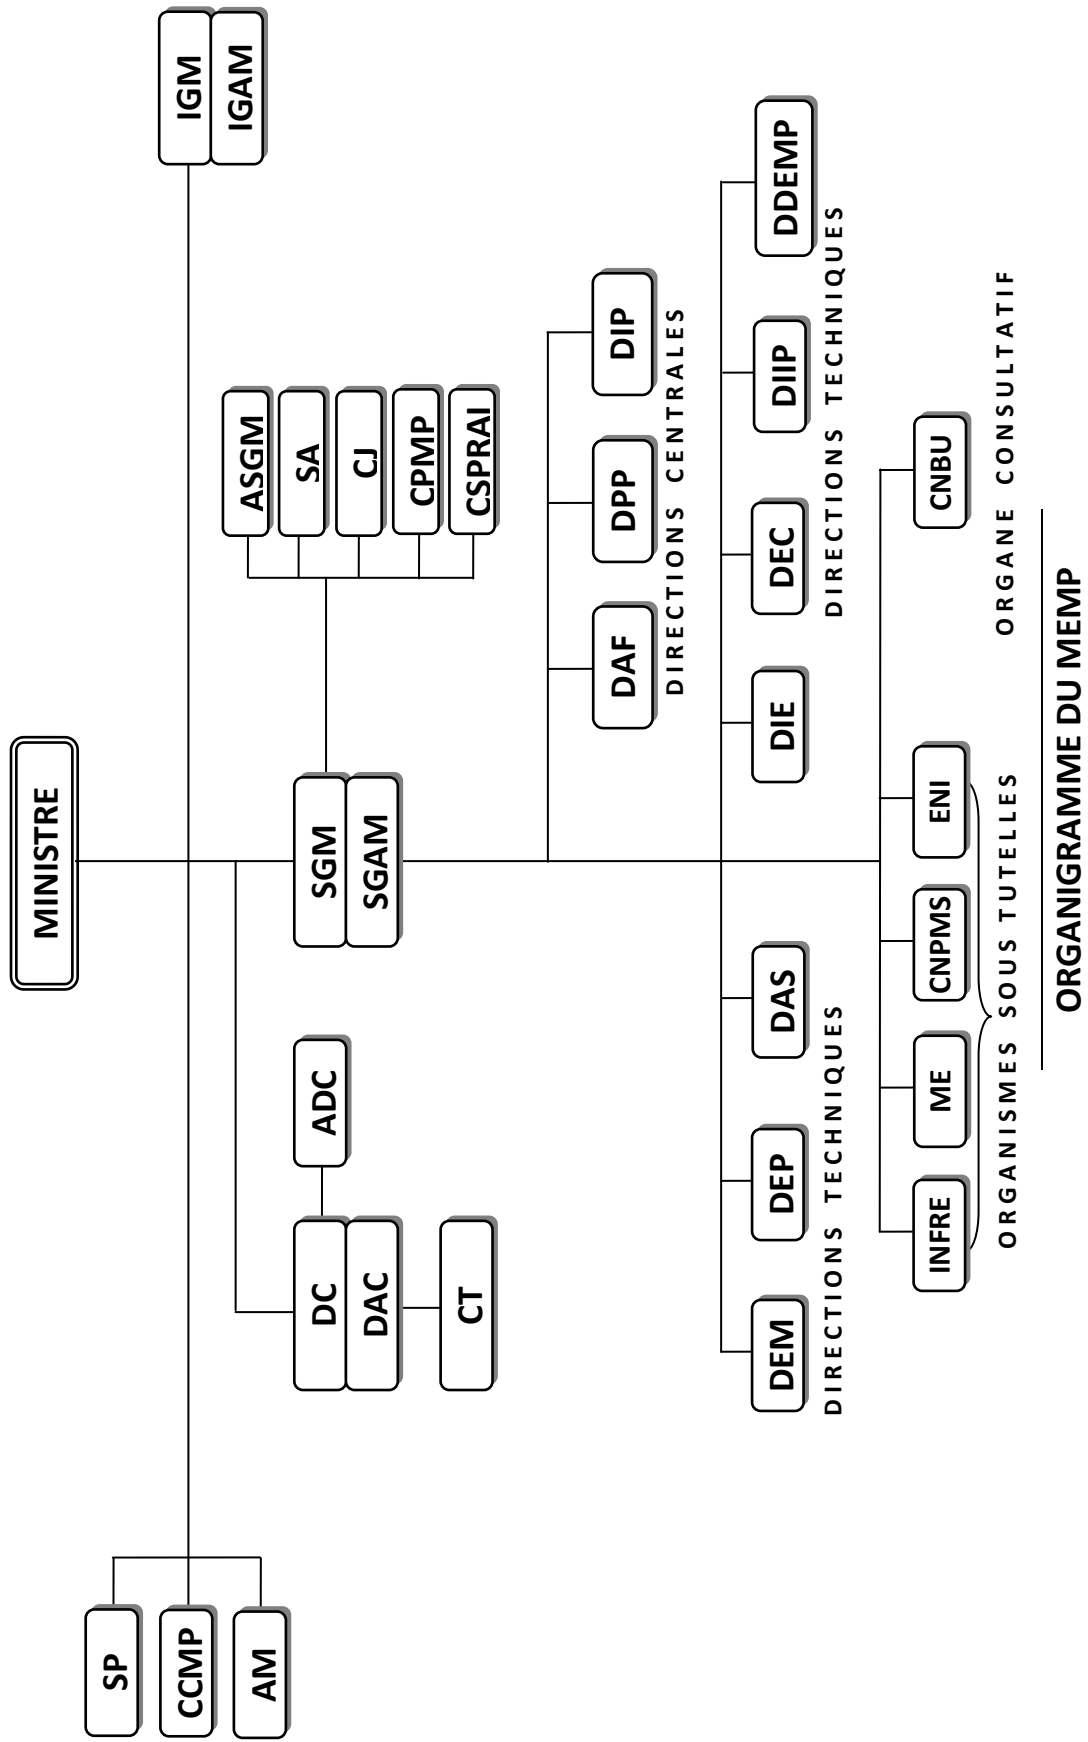 MINISTRE
SP
CCMP
AM
IGM
IGAM
DC
DAC
ADC
CT
SGM
SGAM
ASGM
SA
CJ
CPMP
CSPRAI
DAF
DPP
DIP
DIRECTIONS CENTRALES
DEM
DEP
DAS
DIE
DEC
DIIP
DDEMP
DIRECTIONS TECHNIQUES
DIRECTIONS TECHNIQUES
INFRE
ME
CNPMS
ENI
CNBU
ORGANISMES SOUS TUTELLES
ORGANE CONSULTATIF
ORGANIGRAMME DU MEMP